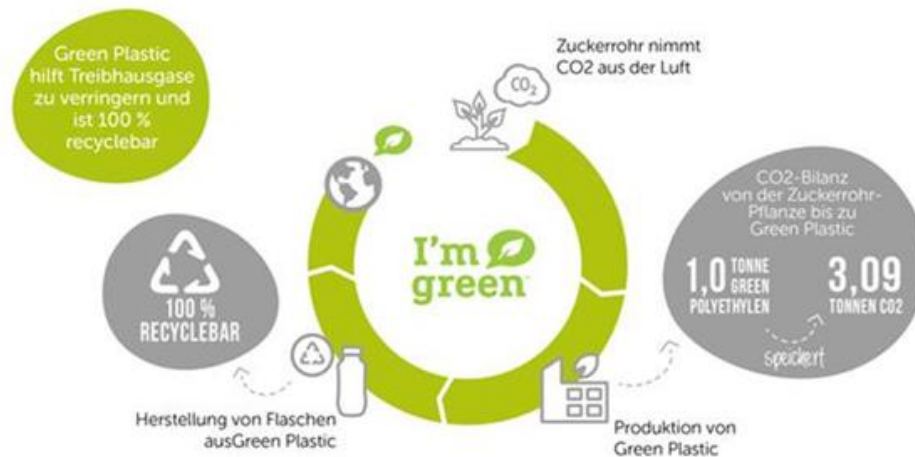 Green Plastic
hilft Treibhausgase
zu verringern und
ist 100 %
recyclebar
Zuckerrohr nimmt
CO2 aus der Luft
CO2
CO2-Bilanz
von der Zuckerrohr-
Pflanze bis zu
Green Plastic
1,0 TONNE
GREEN
POLYETHYLEN
3,09
TONNEN CO2
speichert
I'm
green™
100 %
RECYCLEBAR
Herstellung von Flaschen
ausGreen Plastic
Produktion von
Green Plastic